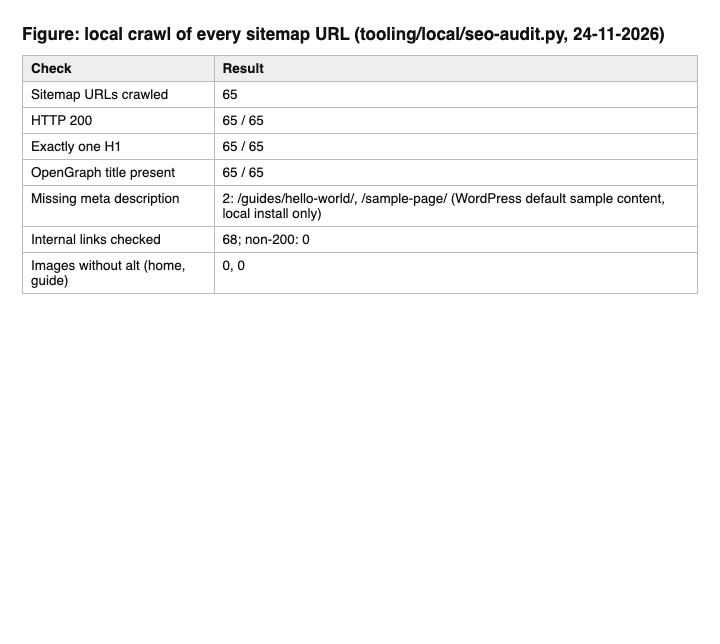 Figure: local crawl of every sitemap URL (tooling/local/seo-audit.py, 24-11-2026)
Check Result
Sitemap URLs crawled 65
HTTP 200 65 / 65
Exactly one H1 65 / 65
OpenGraph title present 65 / 65
Missing meta description 2: /guides/hello-world/, /sample-page/ (WordPress default sample content,
local install only)
Internal links checked 68; non-200: 0
Images without alt (home, 0, 0
guide)